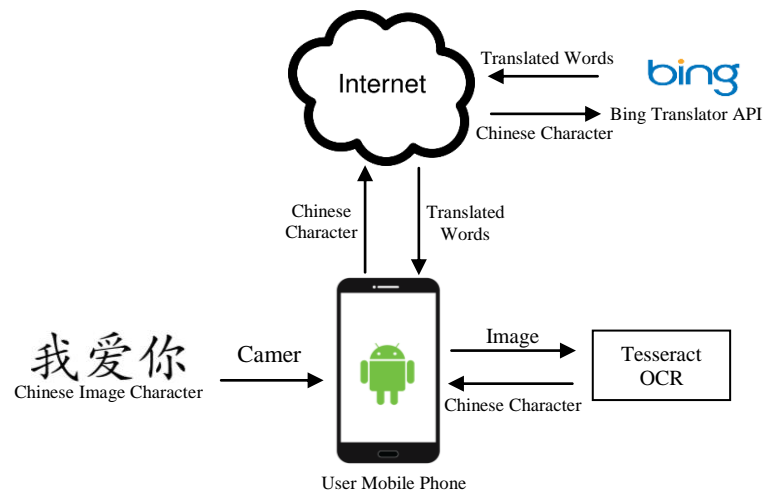 Translated Words
bing
Internet
Bing Translator API
Chinese Character
Chinese
Character
Translated
Words
我爱你
Chinese Image Character
Camer
Image
Tesseract
OCR
Chinese Character
User Mobile Phone